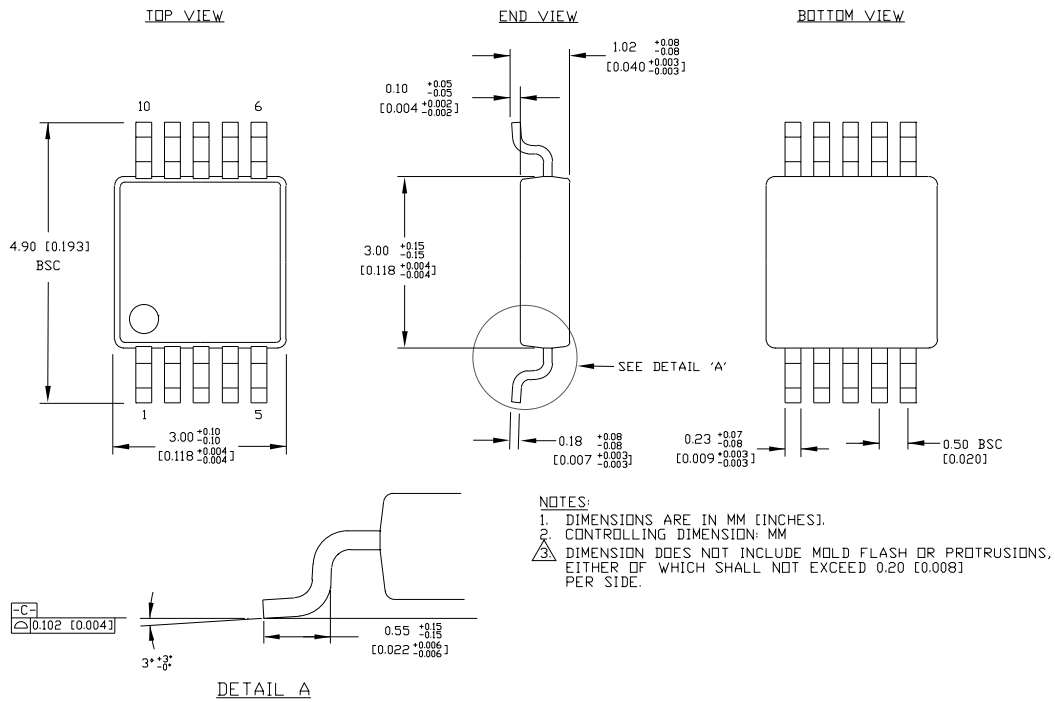 TOP VIEW
END VIEW
BOTTOM VIEW
1.02 +0.08 -0.08
[0.040 +0.003 -0.003]
0.10 +0.05 -0.05
[0.004 +0.002 -0.002]
10
6
4.90 [0.193]
BSC
3.00 +0.15 -0.15
[0.118 +0.004 -0.004]
SEE DETAIL 'A'
1
5
3.00 +0.10 -0.10
[0.118 +0.004 -0.004]
0.18 +0.08 -0.08
[0.007 +0.003 -0.003]
0.23 +0.07 -0.08
[0.009 +0.003 -0.003]
0.50 BSC
[0.020]
NOTES:
1. DIMENSIONS ARE IN MM [INCHES].
2. CONTROLLING DIMENSION: MM
3. DIMENSION DOES NOT INCLUDE MOLD FLASH OR PROTRUSIONS,
EITHER OF WHICH SHALL NOT EXCEED 0.20 [0.008]
PER SIDE.
-C-
⌓ 0.102 [0.004]
3° +3° -0°
0.55 +0.15 -0.15
[0.022 +0.006 -0.006]
DETAIL A